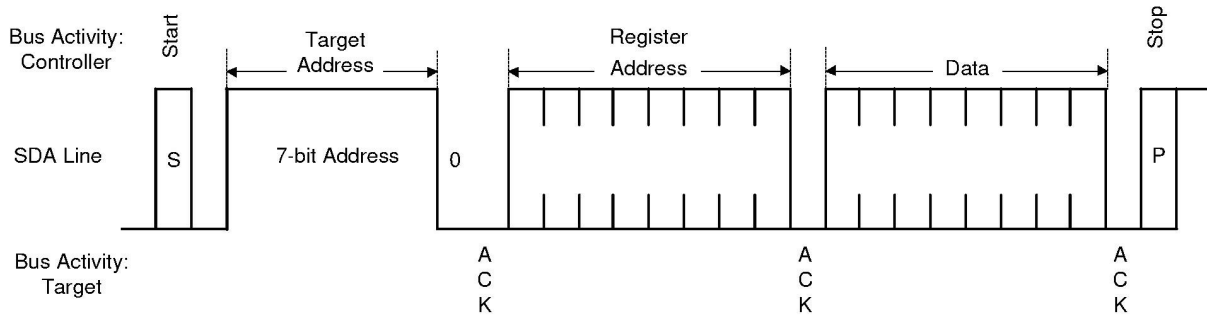 Bus Activity:
Controller
Start
Target
Address
Register
Address
Data
Stop
SDA Line
S
7-bit Address
0
P
Bus Activity:
Target
A
C
K
A
C
K
A
C
K